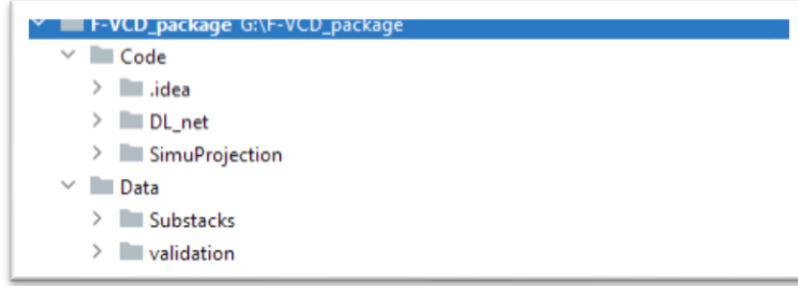 F-VCD_package G:\F-VCD_package
Code
.idea
DL_net
SimuProjection
Data
Substacks
validation